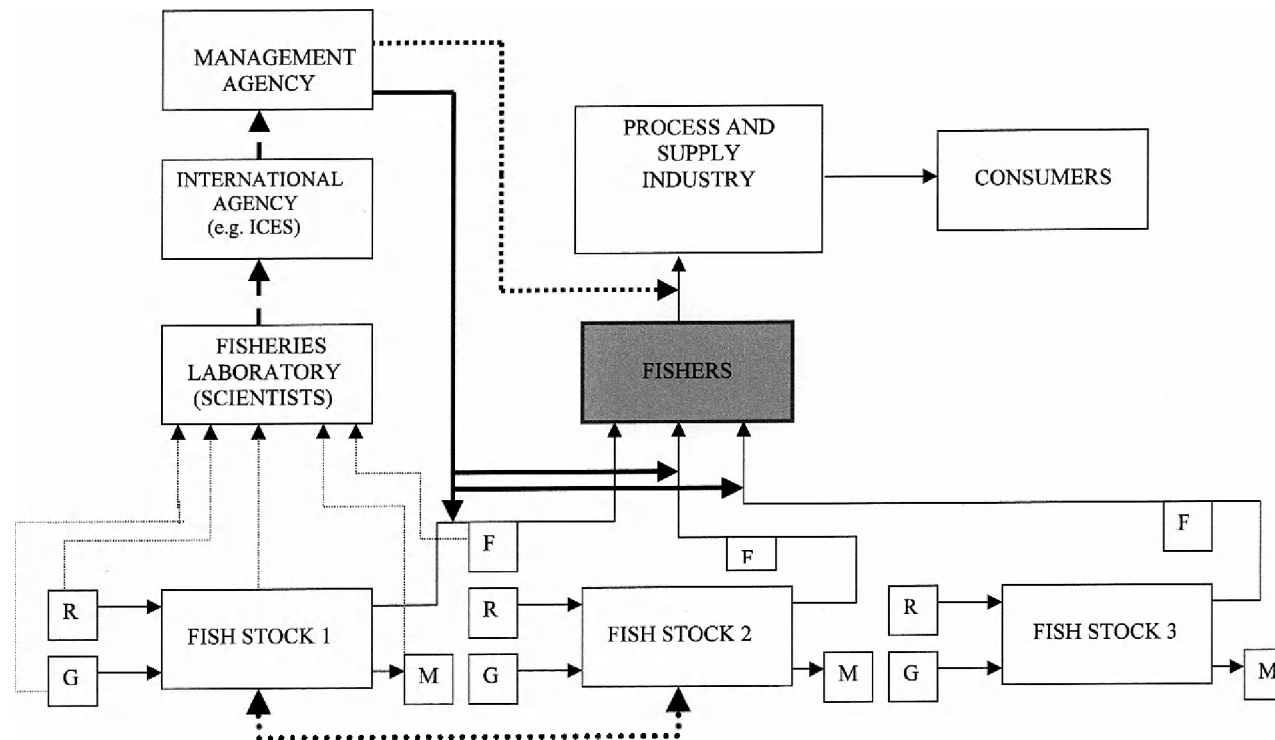 MANAGEMENT
AGENCY
PROCESS AND
SUPPLY
INDUSTRY
CONSUMERS
INTERNATIONAL
AGENCY
(e.g. ICES)
FISHERIES
LABORATORY
(SCIENTISTS)
FISHERS
F
F
F
R
FISH STOCK 1
G
M
R
FISH STOCK 2
G
M
R
FISH STOCK 3
G
M